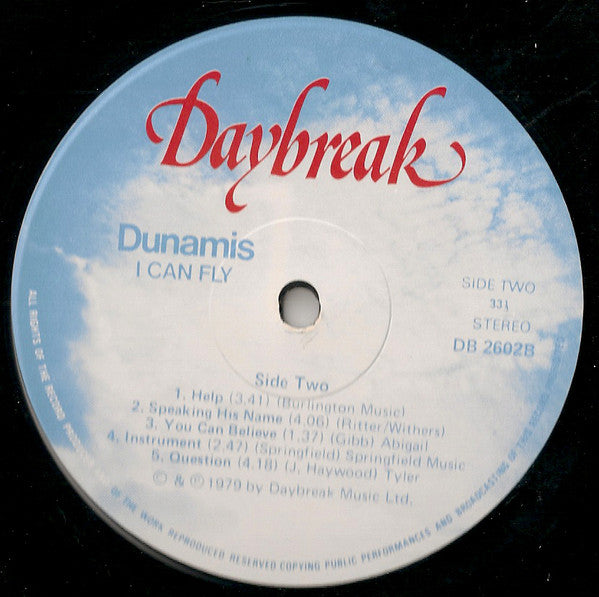 Daybreak
Dunamis
I CAN FLY
SIDE TWO
33⅓
STEREO
DB 2602B
Side Two
1. Help (3.41) (Burlington Music)
2. Speaking His Name (4.06) (Ritter/Withers)
3. You Can Believe (1.37) (Gibb) Abigail
4. Instrument (2.47) (Springfield) Springfield Music
5. Question (4.18) (J. Haywood) Tyler
© & ℗ 1979 by Daybreak Music Ltd.
ALL RIGHTS OF THE RECORD PRODUCER AND OF THE WORK REPRODUCED RESERVED COPYING PUBLIC PERFORMANCES AND BROADCASTING OF THIS